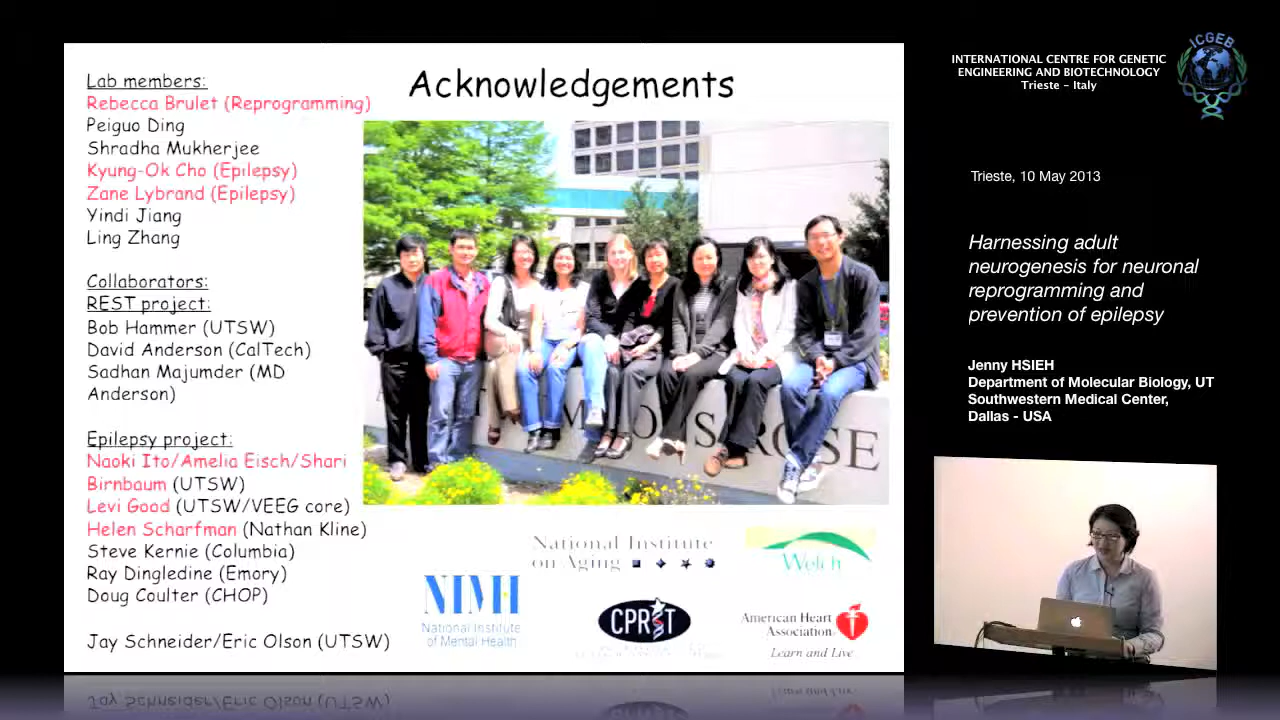 Acknowledgements
Lab members:
Rebecca Brulet (Reprogramming)
Peiguo Ding
Shradha Mukherjee
Kyung-Ok Cho (Epilepsy)
Zane Lybrand (Epilepsy)
Yindi Jiang
Ling Zhang
Collaborators:
REST project:
Bob Hammer (UTSW)
David Anderson (CalTech)
Sadhan Majumder (MD
Anderson)
Epilepsy project:
Naoki Ito/Amelia Eisch/Shari
Birnbaum (UTSW)
Levi Good (UTSW/VEEG core)
Helen Scharfman (Nathan Kline)
Steve Kernie (Columbia)
Ray Dingledine (Emory)
Doug Coulter (CHOP)
Jay Schneider/Eric Olson (UTSW)
National Institute
on Aging
Welch
NIMH
National Institute
of Mental Health
CPRIT
American Heart
Association
Learn and Live
INTERNATIONAL CENTRE FOR GENETIC
ENGINEERING AND BIOTECHNOLOGY
Trieste - Italy
ICGEB
Trieste, 10 May 2013
Harnessing adult
neurogenesis for neuronal
reprogramming and
prevention of epilepsy
Jenny HSIEH
Department of Molecular Biology, UT
Southwestern Medical Center,
Dallas - USA